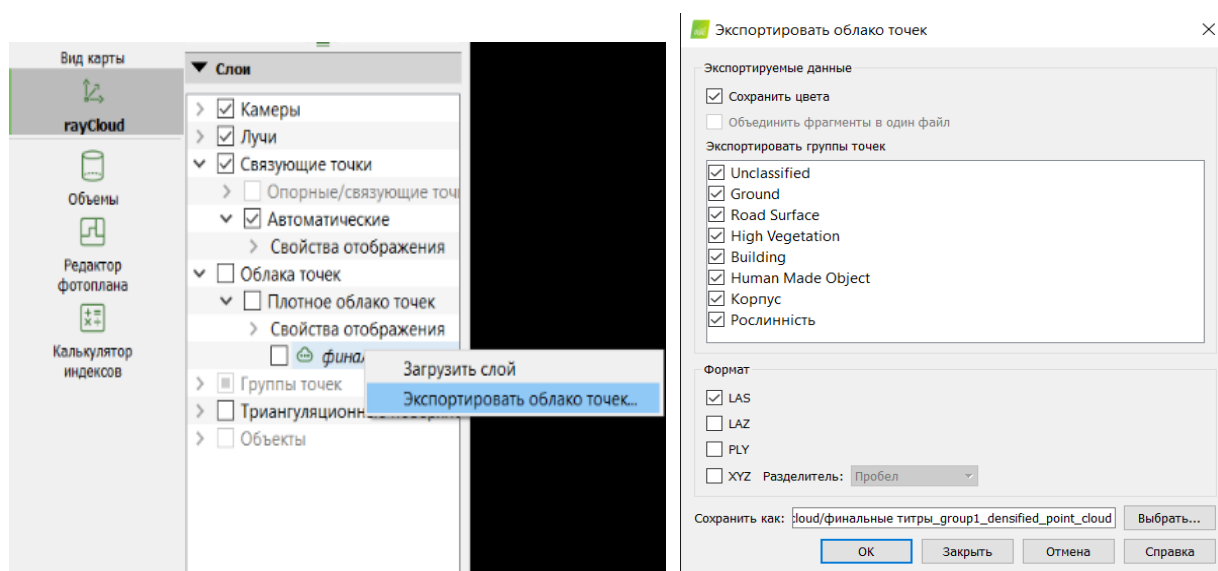 Вид карты
rayCloud
Объемы
Редактор
фотоплана
Калькулятор
индексов
Слои
Камеры
Лучи
Связующие точки
Опорные/связующие
Автоматические
Свойства отображения
Облака точек
Плотное облако точек
Свойства отображения
Загрузить слой
Экспортировать облако точек...
Группы точек
Объекты
Экспортировать облако точек
Экспортируемые данные
Сохранить цвета
Объединить фрагменты в один файл
Экспортировать группы точек
Unclassified
Ground
Road Surface
High Vegetation
Building
Human Made Object
Корпус
Рослинність
Формат
LAS
LAZ
PLY
XYZ Разделитель: Пробел
Сохранить как: :loud/финальные титры_group1_densified_point_cloud Выбрать...
OK Закрыть Отмена Справка